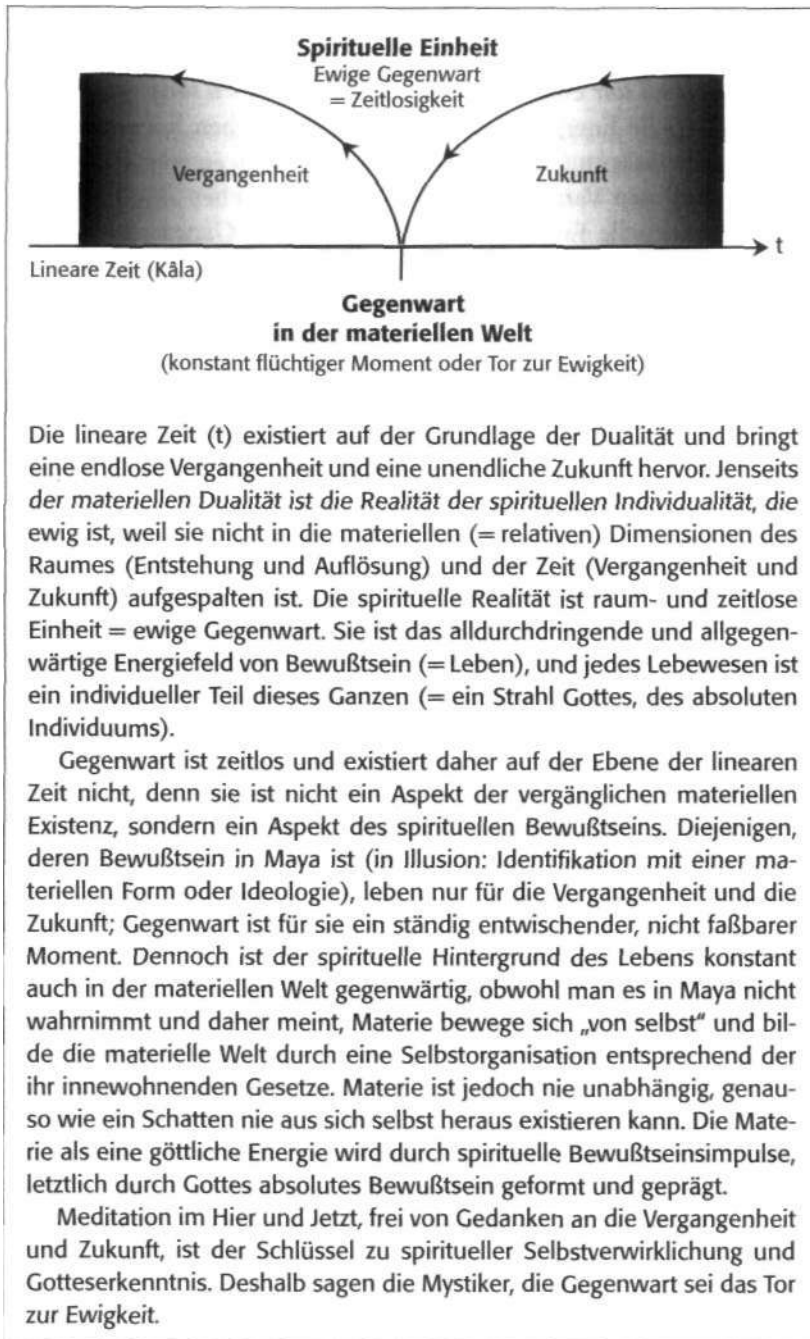 Spirituelle Einheit
Ewige Gegenwart
= Zeitlosigkeit
Vergangenheit
Zukunft
t
Lineare Zeit (Kâla)
Gegenwart
in der materiellen Welt
(konstant flüchtiger Moment oder Tor zur Ewigkeit)
Die lineare Zeit (t) existiert auf der Grundlage der Dualität und bringt
eine endlose Vergangenheit und eine unendliche Zukunft hervor. Jenseits
der materiellen Dualität ist die Realität der spirituellen Individualität, die
ewig ist, weil sie nicht in die materiellen (= relativen) Dimensionen des
Raumes (Entstehung und Auflösung) und der Zeit (Vergangenheit und
Zukunft) aufgespalten ist. Die spirituelle Realität ist raum- und zeitlose
Einheit = ewige Gegenwart. Sie ist das alldurchdringende und allgegen-
wärtige Energiefeld von Bewußtsein (= Leben), und jedes Lebewesen ist
ein individueller Teil dieses Ganzen (= ein Strahl Gottes, des absoluten
Individuums).
Gegenwart ist zeitlos und existiert daher auf der Ebene der linearen
Zeit nicht, denn sie ist nicht ein Aspekt der vergänglichen materiellen
Existenz, sondern ein Aspekt des spirituellen Bewußtseins. Diejenigen,
deren Bewußtsein in Maya ist (in Illusion: Identifikation mit einer ma-
teriellen Form oder Ideologie), leben nur für die Vergangenheit und die
Zukunft; Gegenwart ist für sie ein ständig entwischender, nicht faßbarer
Moment. Dennoch ist der spirituelle Hintergrund des Lebens konstant
auch in der materiellen Welt gegenwärtig, obwohl man es in Maya nicht
wahrnimmt und daher meint, Materie bewege sich „von selbst" und bil-
de die materielle Welt durch eine Selbstorganisation entsprechend der
ihr innewohnenden Gesetze. Materie ist jedoch nie unabhängig, genau-
so wie ein Schatten nie aus sich selbst heraus existieren kann. Die Mate-
rie als eine göttliche Energie wird durch spirituelle Bewußtseinsimpulse,
letztlich durch Gottes absolutes Bewußtsein geformt und geprägt.
Meditation im Hier und Jetzt, frei von Gedanken an die Vergangenheit
und Zukunft, ist der Schlüssel zu spiritueller Selbstverwirklichung und
Gotteserkenntnis. Deshalb sagen die Mystiker, die Gegenwart sei das Tor
zur Ewigkeit.